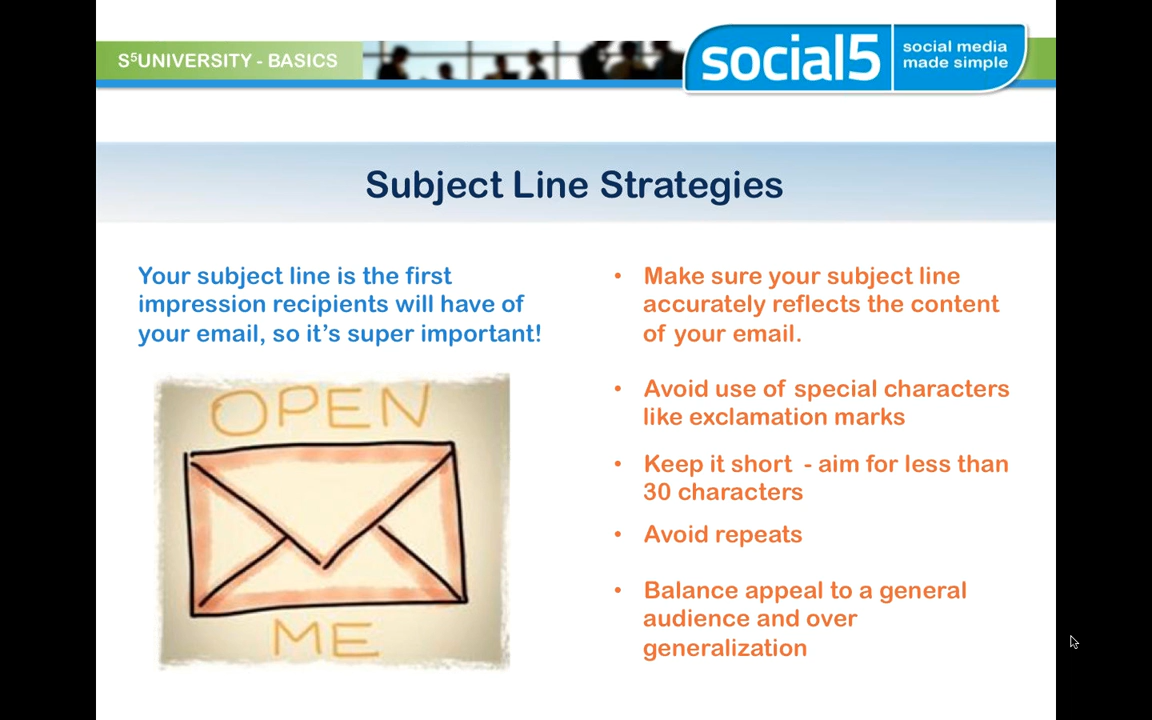 S⁵UNIVERSITY - BASICS
social5
social media
made simple
Subject Line Strategies
Your subject line is the first
impression recipients will have of
your email, so it's super important!
OPEN
ME
• Make sure your subject line
accurately reflects the content
of your email.
• Avoid use of special characters
like exclamation marks
• Keep it short - aim for less than
30 characters
• Avoid repeats
• Balance appeal to a general
audience and over
generalization